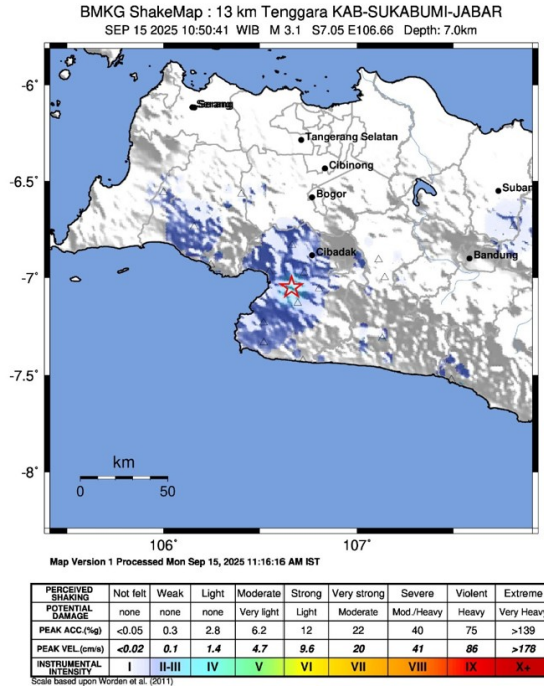 BMKG ShakeMap : 13 km Tenggara KAB-SUKABUMI-JABAR
SEP 15 2025 10:50:41 WIB M 3.1 S7.05 E106.66 Depth: 7.0km
-6°
Serang
Tangerang Selatan
Cibinong
-6.5°
Subang
Bogor
Cibadak
Bandung
-7°
-7.5°
km
-8°
0 50
106° 107°
Map Version 1 Processed Mon Sep 15, 2025 11:16:16 AM IST
PERCEIVED SHAKING Not felt Weak Light Moderate Strong Very strong Severe Violent Extreme
POTENTIAL DAMAGE none none none Very light Light Moderate Mod./Heavy Heavy Very Heavy
PEAK ACC.(%g) <0.05 0.3 2.8 6.2 12 22 40 75 >139
PEAK VEL.(cm/s) <0.02 0.1 1.4 4.7 9.6 20 41 86 >178
INSTRUMENTAL INTENSITY I II-III IV V VI VII VIII IX X+
Scale based upon Worden et al. (2011)